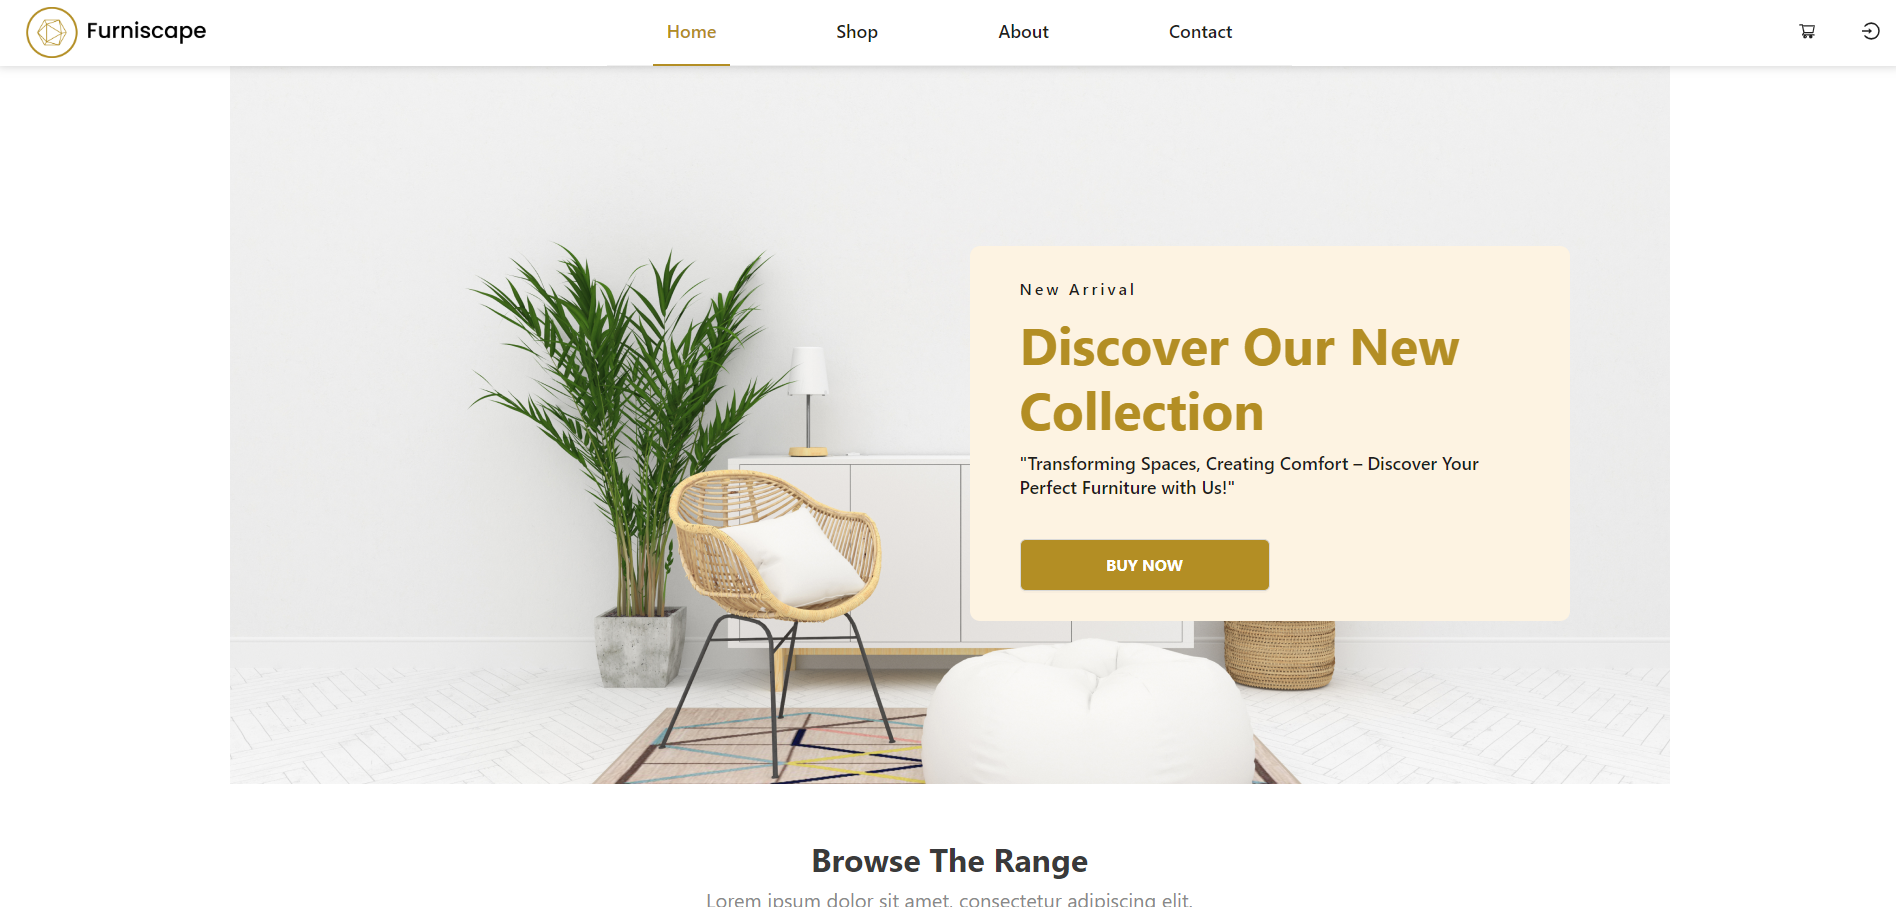 Furniscape
Home
Shop
About
Contact
New Arrival
Discover Our New
Collection
"Transforming Spaces, Creating Comfort – Discover Your
Perfect Furniture with Us!"
BUY NOW
Browse The Range
Lorem ipsum dolor sit amet, consectetur adipiscing elit.